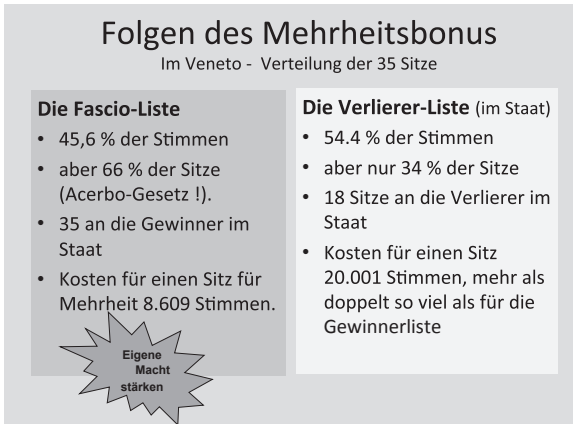 Folgen des Mehrheitsbonus
Im Veneto - Verteilung der 35 Sitze
Die Fascio-Liste
• 45,6 % der Stimmen
• aber 66 % der Sitze
(Acerbo-Gesetz !).
• 35 an die Gewinner im
Staat
• Kosten für einen Sitz für
Mehrheit 8.609 Stimmen.
Eigene
Macht
stärken
Die Verlierer-Liste (im Staat)
• 54.4 % der Stimmen
• aber nur 34 % der Sitze
• 18 Sitze an die Verlierer im
Staat
• Kosten für einen Sitz
20.001 Stimmen, mehr als
doppelt so viel als für die
Gewinnerliste